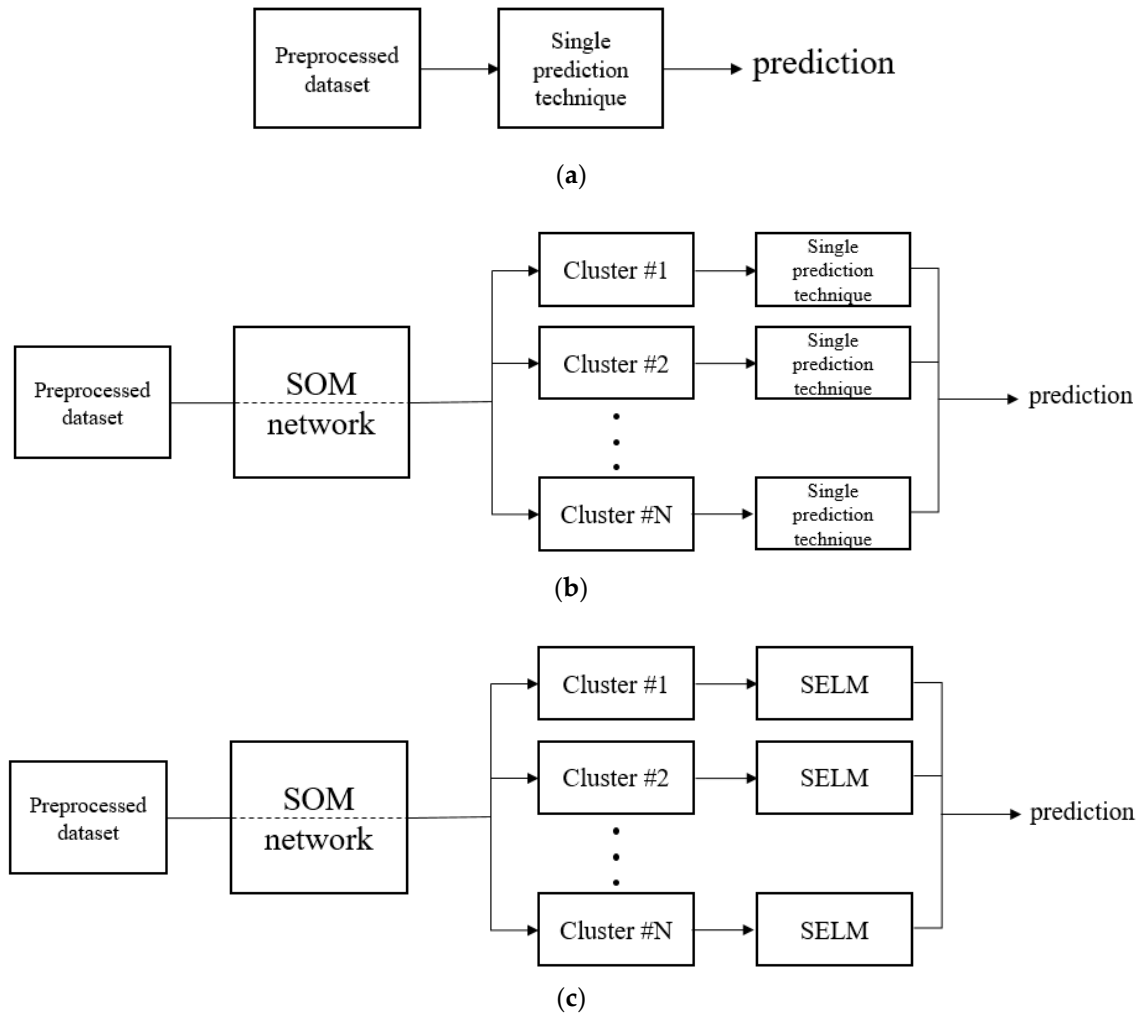 Preprocessed
dataset
Single
prediction
technique
prediction
(a)
Preprocessed
dataset
SOM
network
Cluster #1
Single
prediction
technique
Cluster #2
Single
prediction
technique
Cluster #N
Single
prediction
technique
prediction
(b)
Preprocessed
dataset
SOM
network
Cluster #1
SELM
Cluster #2
SELM
Cluster #N
SELM
prediction
(c)